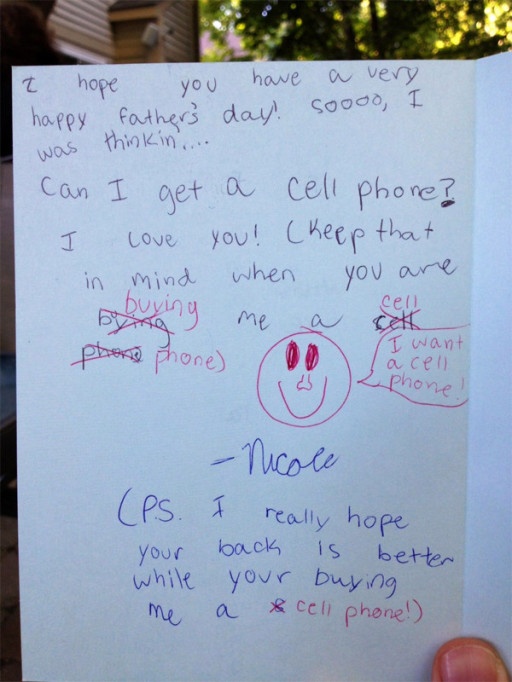 I hope you have a very
happy father's day! soooo, I
was thinkin....
Can I get a cell phone?
I love you! (keep that
in mind when you are
buying cell
bying me a cell
phone phone)
I want
a cell
phone!
- Nicole
(P.S. I really hope
your back is better
while your buying
me a cell phone!)